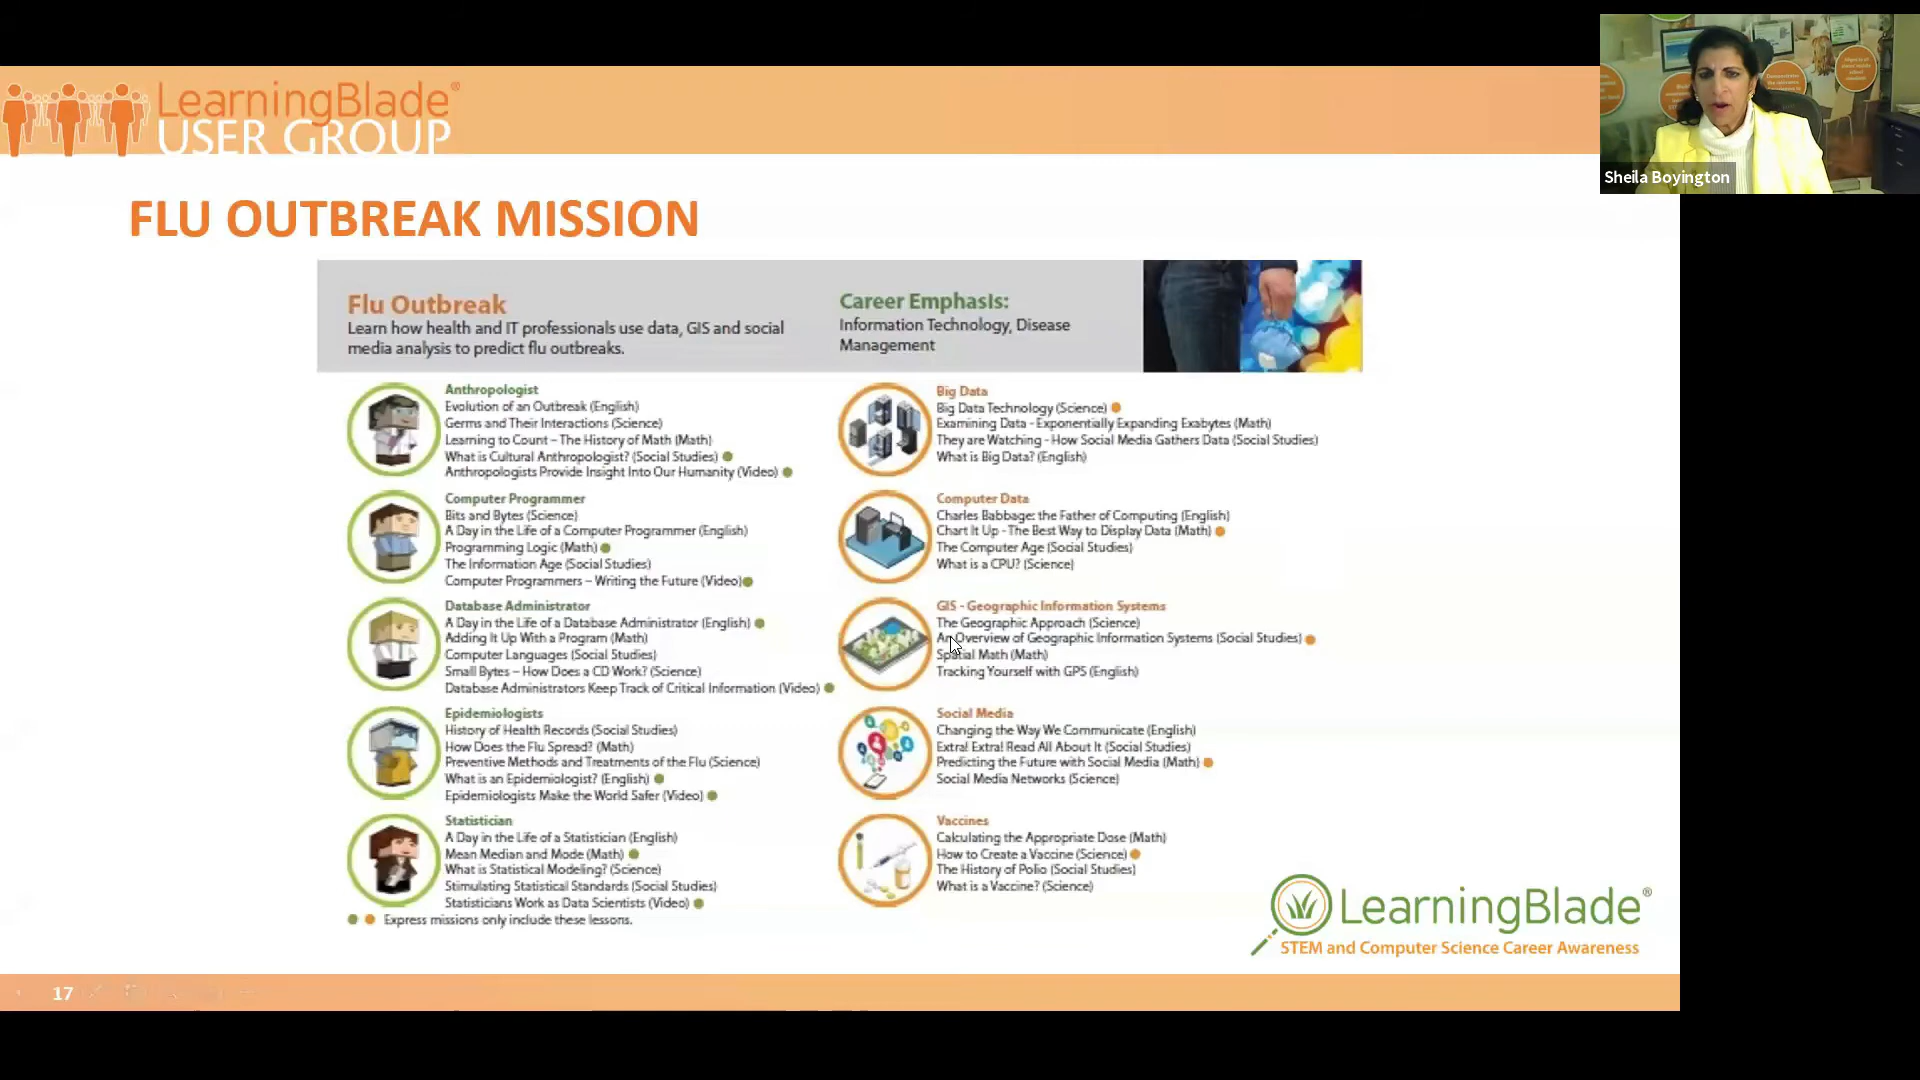 LearningBlade®
USER GROUP
Sheila Boyington
FLU OUTBREAK MISSION
Flu Outbreak
Learn how health and IT professionals use data, GIS and social
media analysis to predict flu outbreaks.
Career Emphasis:
Information Technology, Disease
Management
Anthropologist
Evolution of an Outbreak (English)
Germs and Their Interactions (Science)
Learning to Count – The History of Math (Math)
What is Cultural Anthropologist? (Social Studies)
Anthropologists Provide Insight Into Our Humanity (Video)
Computer Programmer
Bits and Bytes (Science)
A Day in the Life of a Computer Programmer (English)
Programming Logic (Math)
The Information Age (Social Studies)
Computer Programmers – Writing the Future (Video)
Database Administrator
A Day in the Life of a Database Administrator (English)
Adding It Up With a Program (Math)
Computer Languages (Social Studies)
Small Bytes – How Does a CD Work? (Science)
Database Administrators Keep Track of Critical Information (Video)
Epidemiologists
History of Health Records (Social Studies)
How Does the Flu Spread? (Math)
Preventive Methods and Treatments of the Flu (Science)
What is an Epidemiologist? (English)
Epidemiologists Make the World Safer (Video)
Statistician
A Day in the Life of a Statistician (English)
Mean Median and Mode (Math)
What is Statistical Modeling? (Science)
Stimulating Statistical Standards (Social Studies)
Statisticians Work as Data Scientists (Video)
Express missions only include these lessons.
Big Data
Big Data Technology (Science)
Examining Data - Exponentially Expanding Exabytes (Math)
They are Watching - How Social Media Gathers Data (Social Studies)
What is Big Data? (English)
Computer Data
Charles Babbage: the Father of Computing (English)
Chart It Up - The Best Way to Display Data (Math)
The Computer Age (Social Studies)
What is a CPU? (Science)
GIS - Geographic Information Systems
The Geographic Approach (Science)
An Overview of Geographic Information Systems (Social Studies)
Spatial Math (Math)
Tracking Yourself with GPS (English)
Social Media
Changing the Way We Communicate (English)
Extra! Extra! Read All About It (Social Studies)
Predicting the Future with Social Media (Math)
Social Media Networks (Science)
Vaccines
Calculating the Appropriate Dose (Math)
How to Create a Vaccine (Science)
The History of Polio (Social Studies)
What is a Vaccine? (Science)
LearningBlade®
STEM and Computer Science Career Awareness
17